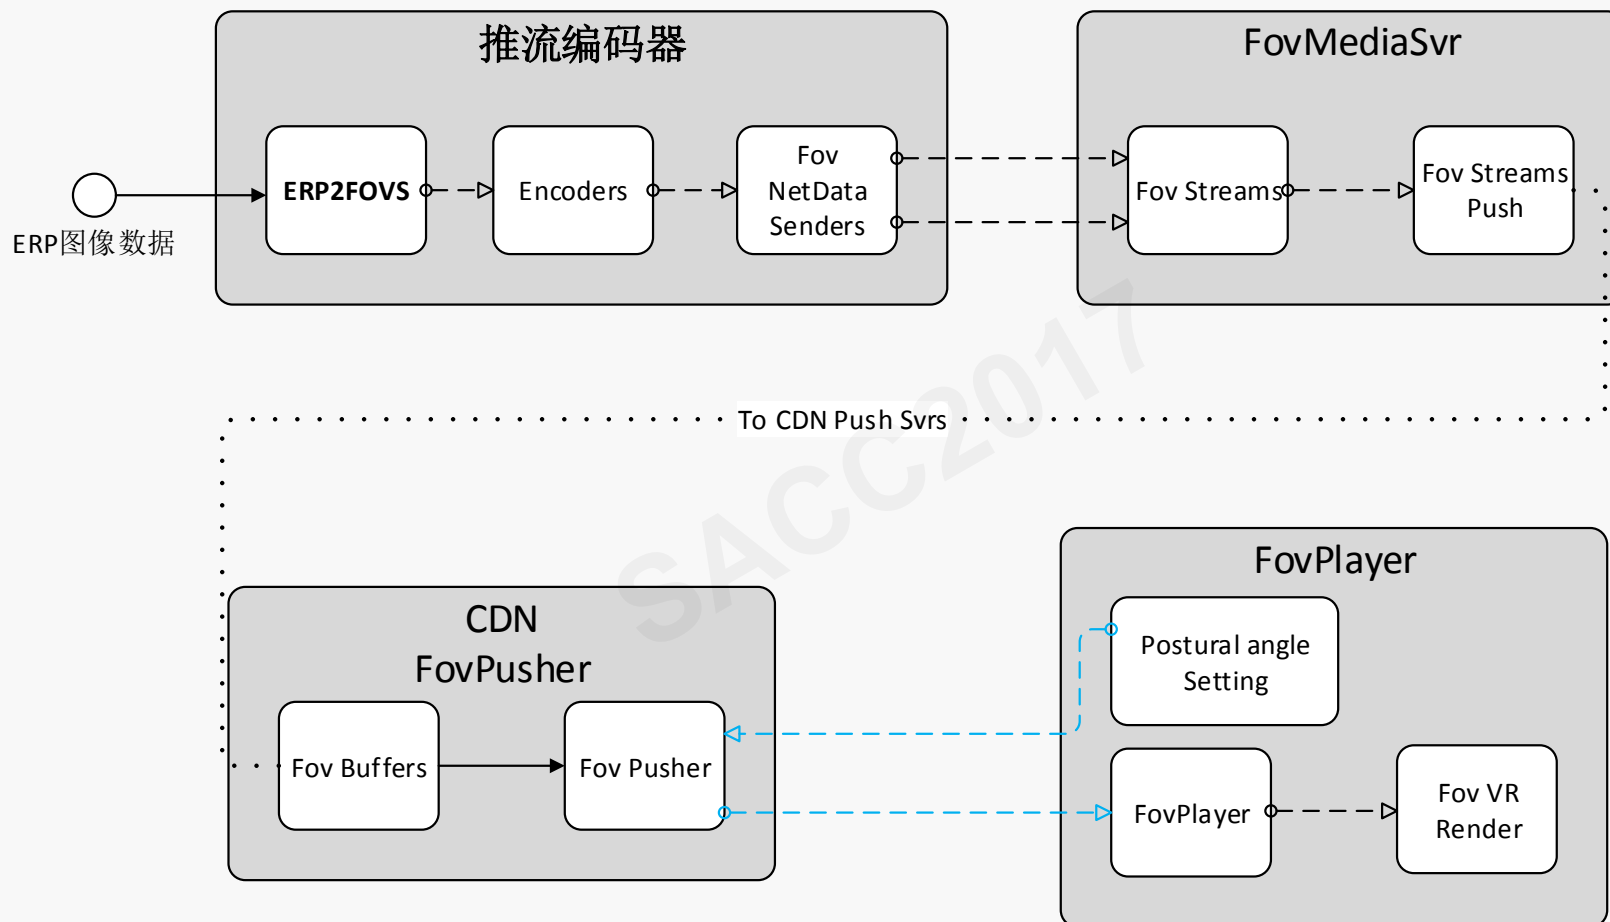 推流编码器
FovMediaSvr
ERP图像数据
ERP2FOVS
Encoders
Fov
NetData
Senders
Fov Streams
Fov Streams
Push
To CDN Push Svrs
SACC2017
CDN
FovPusher
Fov Buffers
Fov Pusher
FovPlayer
Postural angle
Setting
FovPlayer
Fov VR
Render